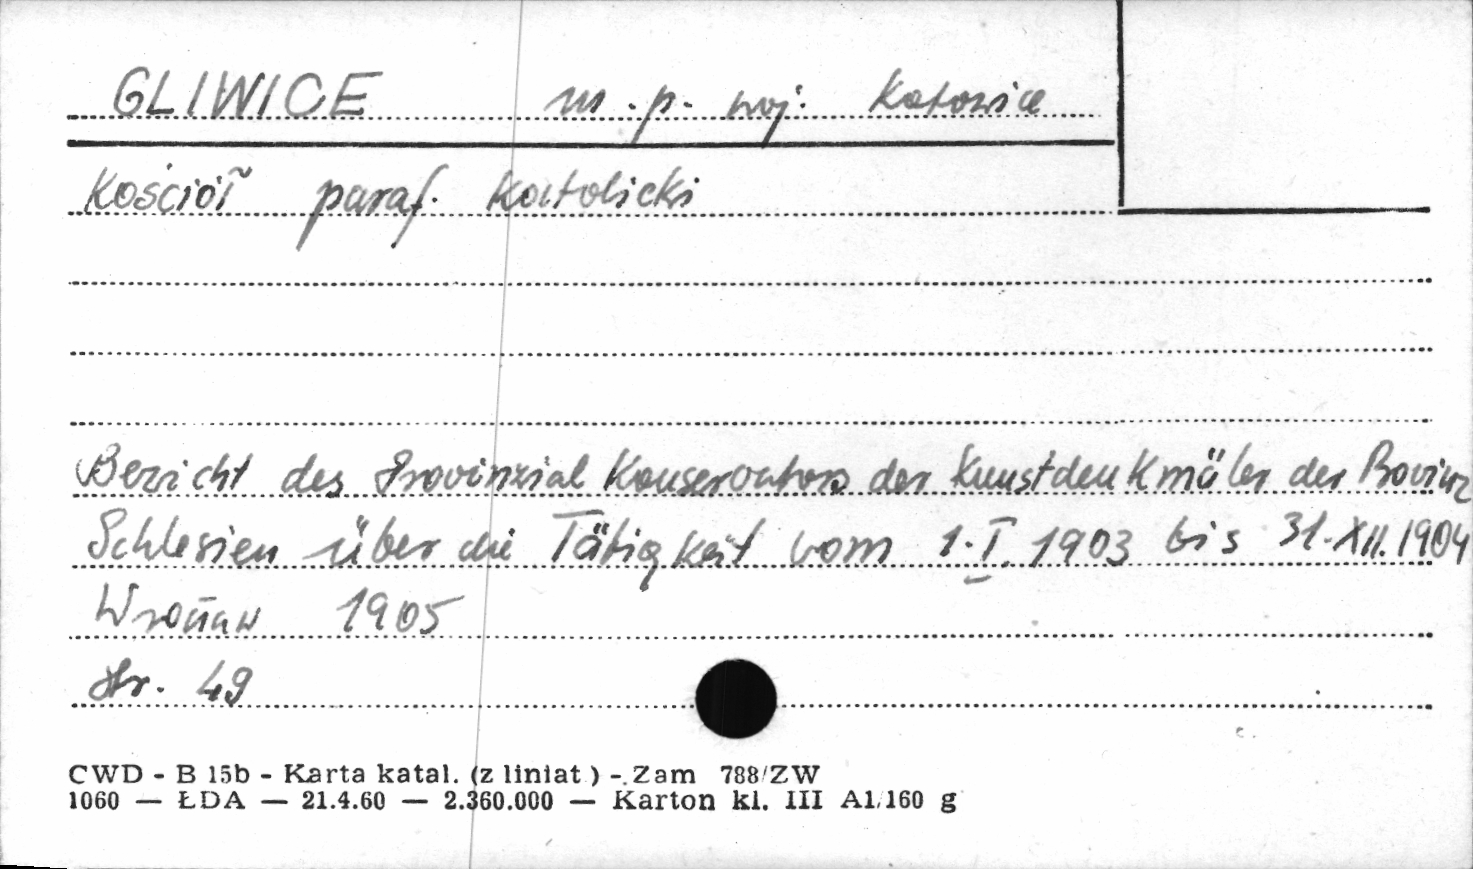 GLIWICE m.p. woj. Katowice
Kościół paraf. Katolicki
Bericht des Provinzial Konservators der Kunstdenkmäler der Provinz
Schlesien über die Tätigkeit vom 1.I.1903 bis 31.XII.1904
Wrocław 1905
str. 49
CWD - B 15b - Karta katal. (z liniat.) - Zam 788/ZW
1060 — ŁDA — 21.4.60 — 2.360.000 — Karton kl. III A1/160 g